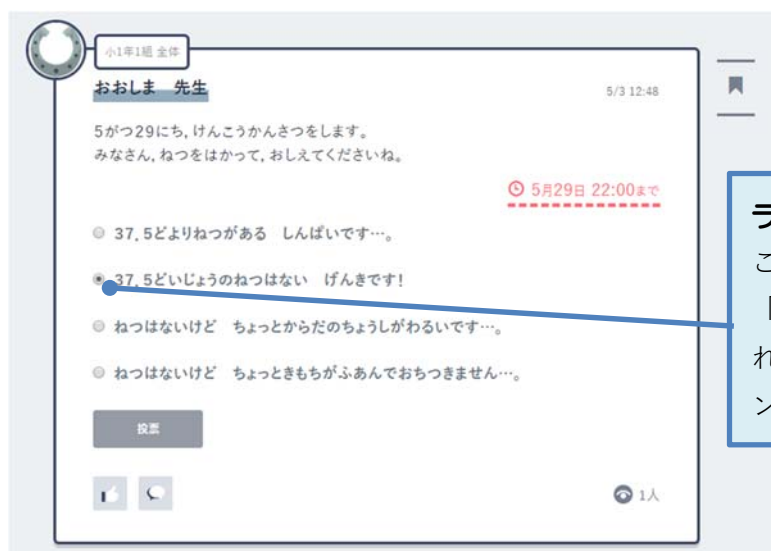 小1年1組 全体
おおしま 先生
5/3 12:48
5がつ29にち,けんこうかんさつをします。
みなさん,ねつをはかって,おしえてくださいね。
5月29日 22:00まで
37.5どよりねつがある しんぱいです…。
37.5どいじょうのねつはない げんきです!
ねつはないけど ちょっとからだのちょうしがわるいです…。
ねつはないけど ちょっときもちがふあんでおちつきません…。
投票
1人
ラ
こ
れ
ン